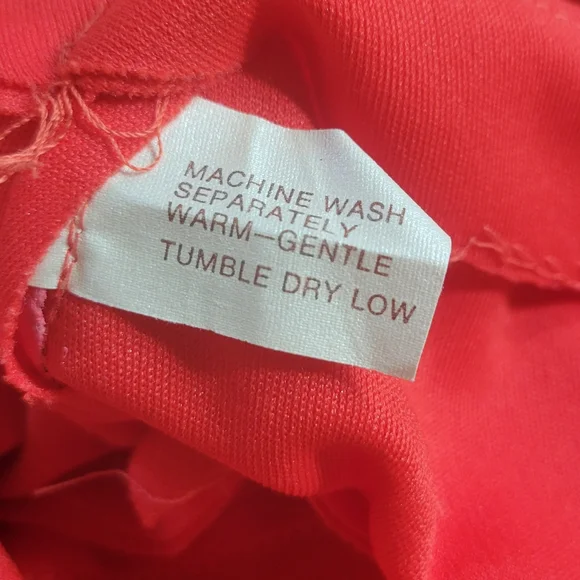 MACHINE WASH
SEPARATELY
WARM—GENTLE
TUMBLE DRY LOW